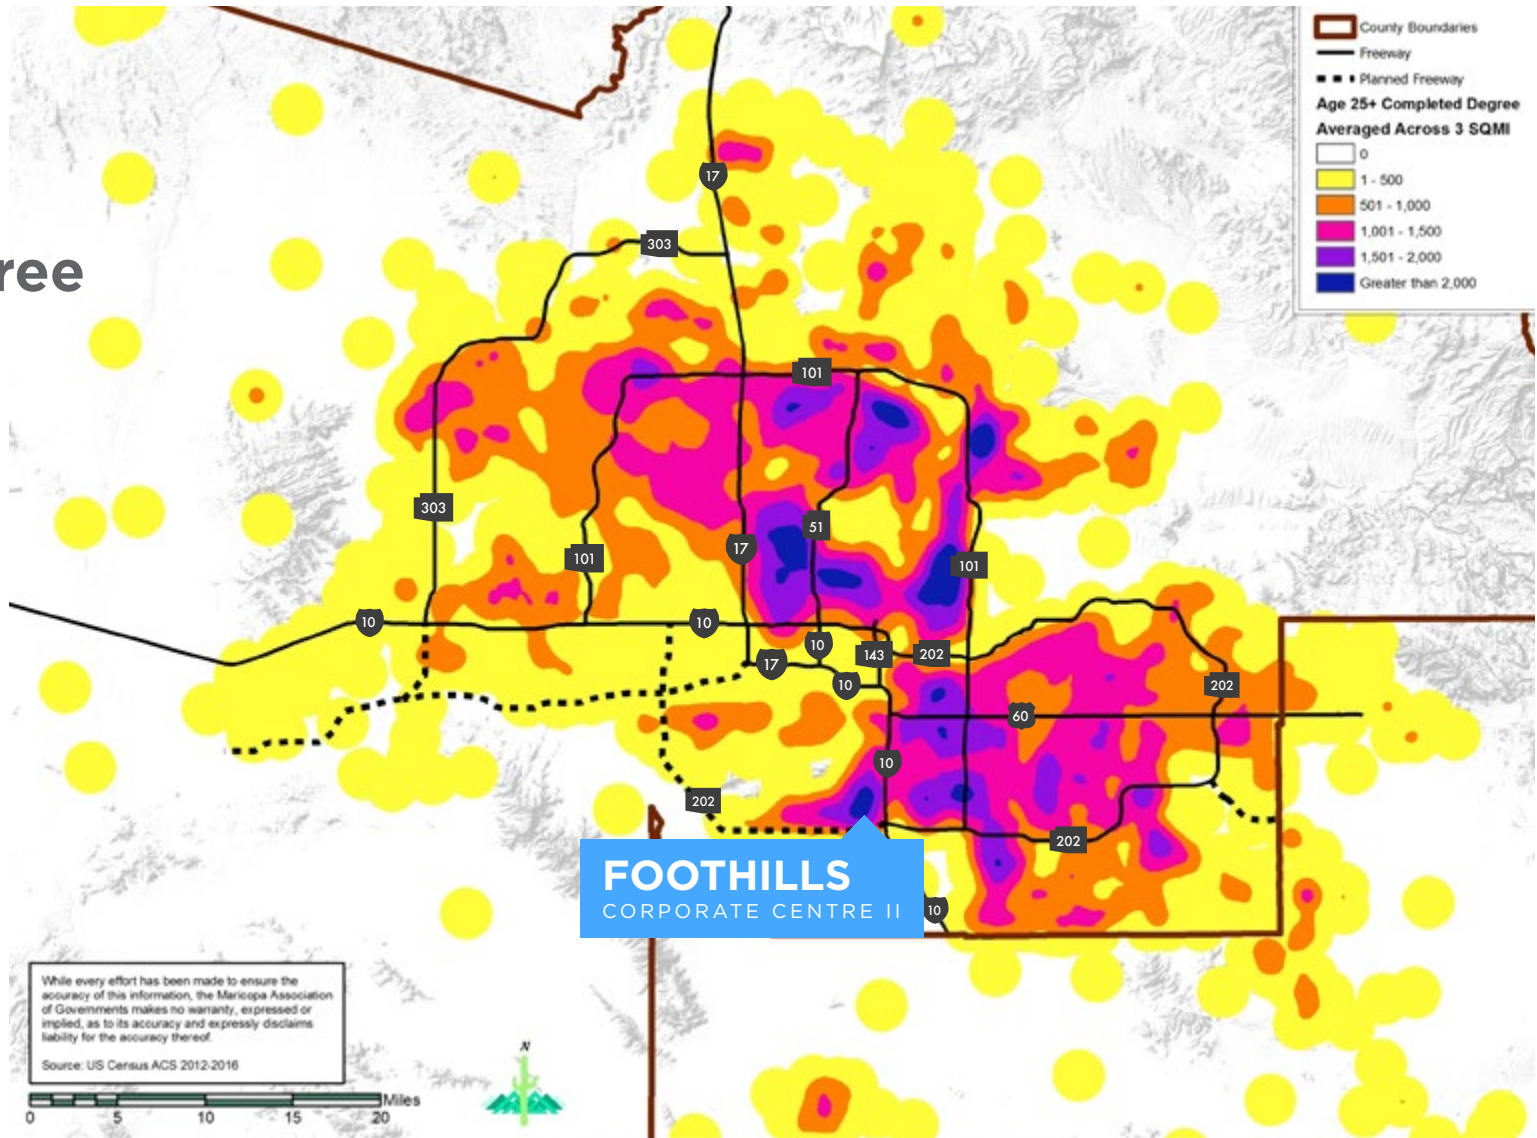 County Boundaries
Freeway
Planned Freeway
Age 25+ Completed Degree
Averaged Across 3 SQMI
0
1 - 500
501 - 1,000
1,001 - 1,500
1,501 - 2,000
Greater than 2,000
ree
17
303
101
303
51
17
101
101
10
10
10
143
202
17
10
202
60
10
202
202
FOOTHILLS
CORPORATE CENTRE II
10
While every effort has been made to ensure the
accuracy of this information, the Maricopa Association
of Governments makes no warranty, expressed or
implied, as to its accuracy and expressly disclaims
liability for the accuracy thereof.
Source: US Census ACS 2012-2016
N
Miles
0 5 10 15 20